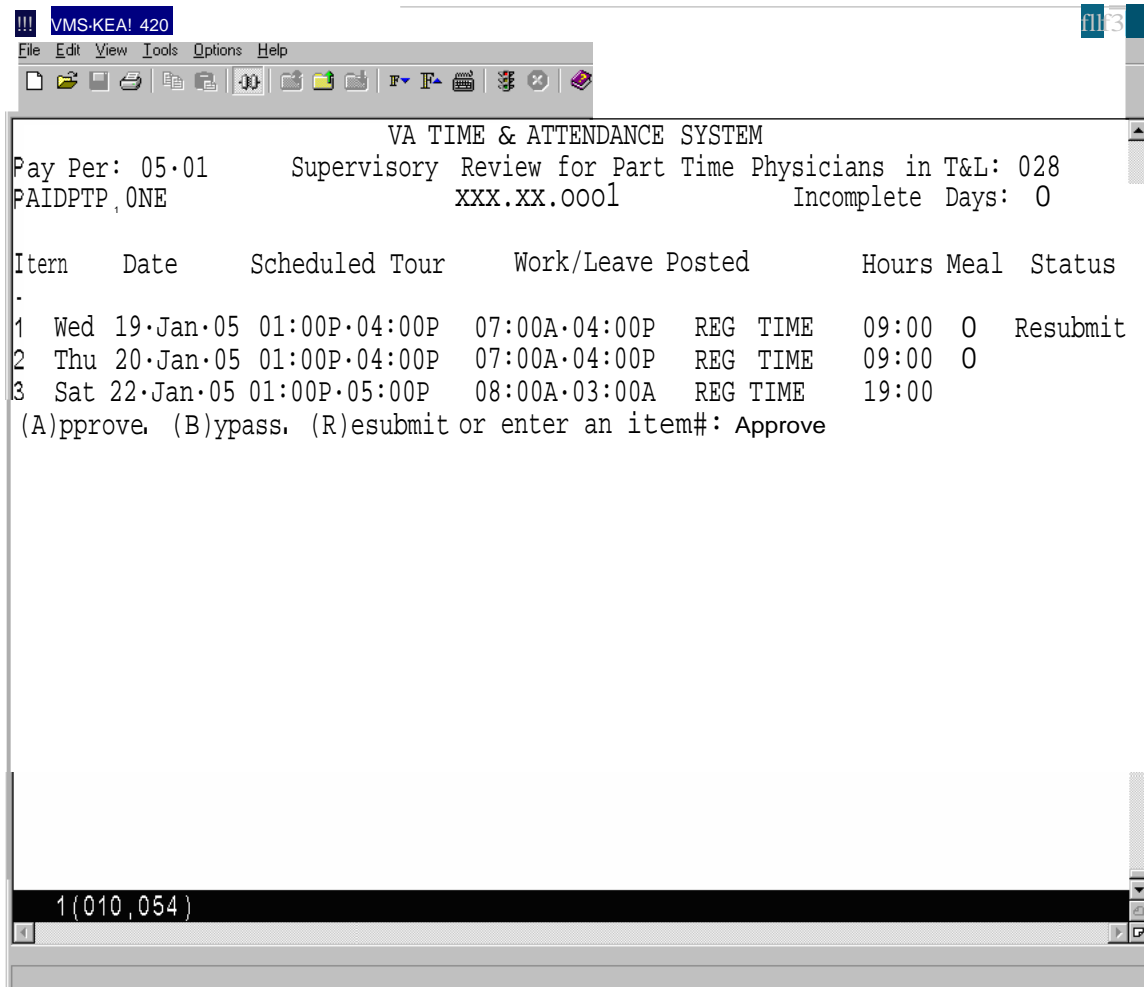 !!! VMS·KEA! 420
File Edit View Tools Options Help
VA TIME & ATTENDANCE SYSTEM
Pay Per: 05·01 Supervisory Review for Part Time Physicians in T&L: 028
PAIDPTP,ONE XXX.XX.OOO1 Incomplete Days: O
Itern Date Scheduled Tour Work/Leave Posted Hours Meal Status
-
1 Wed 19·Jan·05 01:00P·04:00P 07:00A·04:00P REG TIME 09:00 O Resubmit
2 Thu 20·Jan·05 01:00P·04:00P 07:00A·04:00P REG TIME 09:00 O
3 Sat 22·Jan·05 01:00P·05:00P 08:00A·03:00A REG TIME 19:00
(A)pprove. (B)ypass. (R)esubmit or enter an item#: Approve
1(010,054)